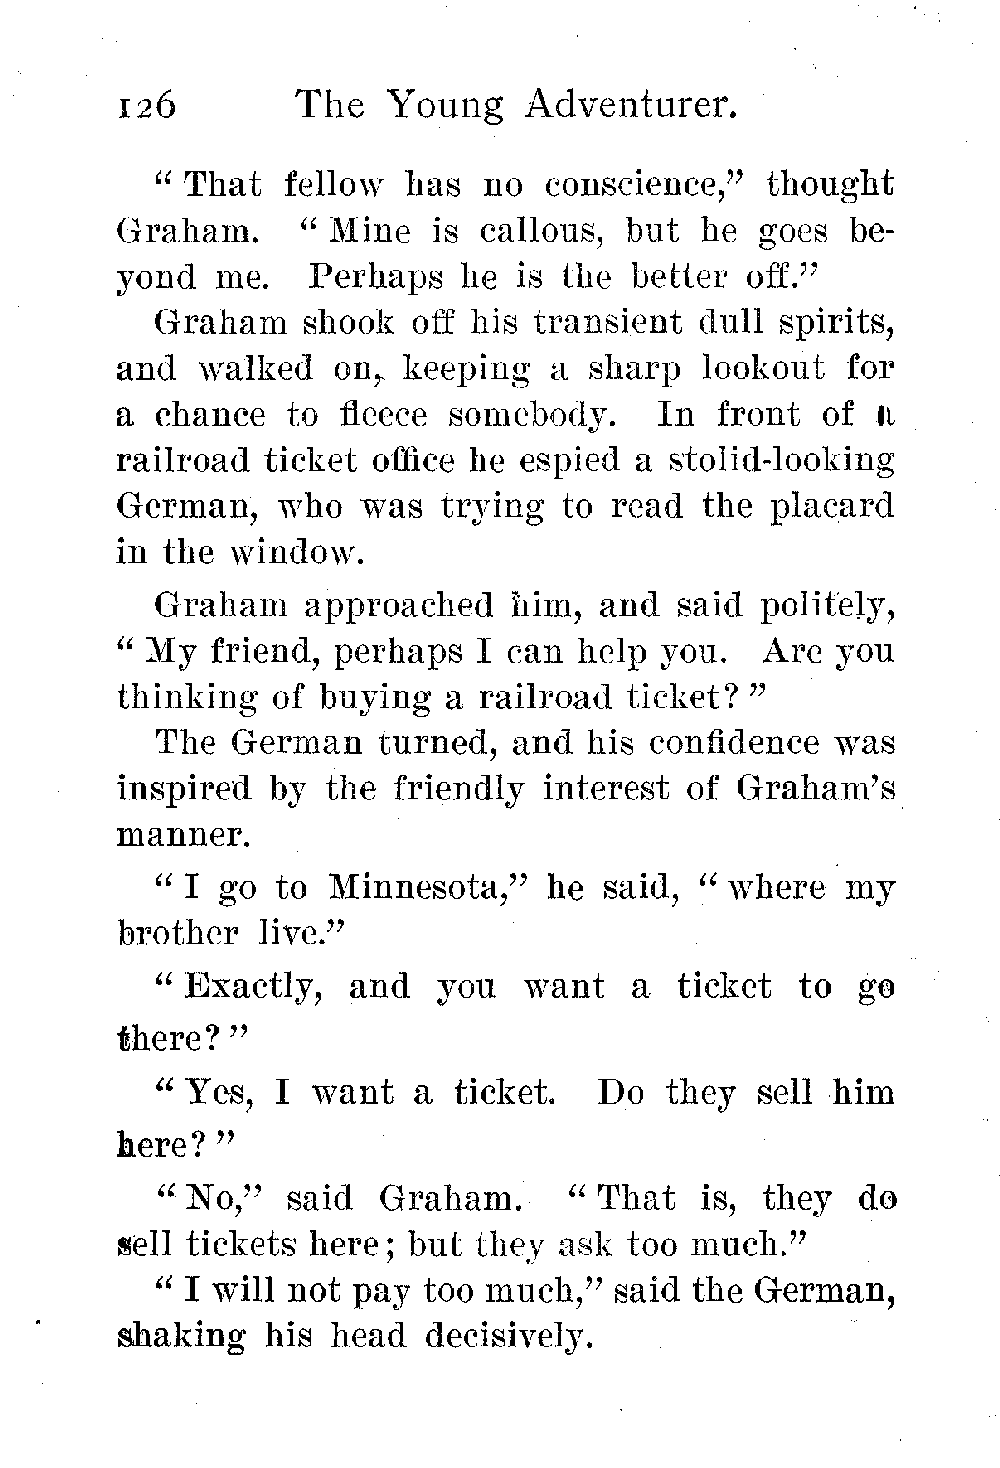 126 The Young Adventurer.
“ That fellow has no conscience,” thought
Graham. “ Mine is callous, but he goes be-
yond me. Perhaps he is the better off.”
Graham shook off his transient dull spirits,
and walked on, keeping a sharp lookout for
a chance to fleece somebody. In front of a
railroad ticket office he espied a stolid-looking
German, who was trying to read the placard
in the window.
Graham approached him, and said politely,
“ My friend, perhaps I can help you. Are you
thinking of buying a railroad ticket? ”
The German turned, and his confidence was
inspired by the friendly interest of Graham’s
manner.
“ I go to Minnesota,” he said, “ where my
brother live.”
“ Exactly, and you want a ticket to go
there? ”
“ Yes, I want a ticket. Do they sell him
here? ”
“ No,” said Graham. “ That is, they do
sell tickets here; but they ask too much.”
“ I will not pay too much,” said the German,
shaking his head decisively.